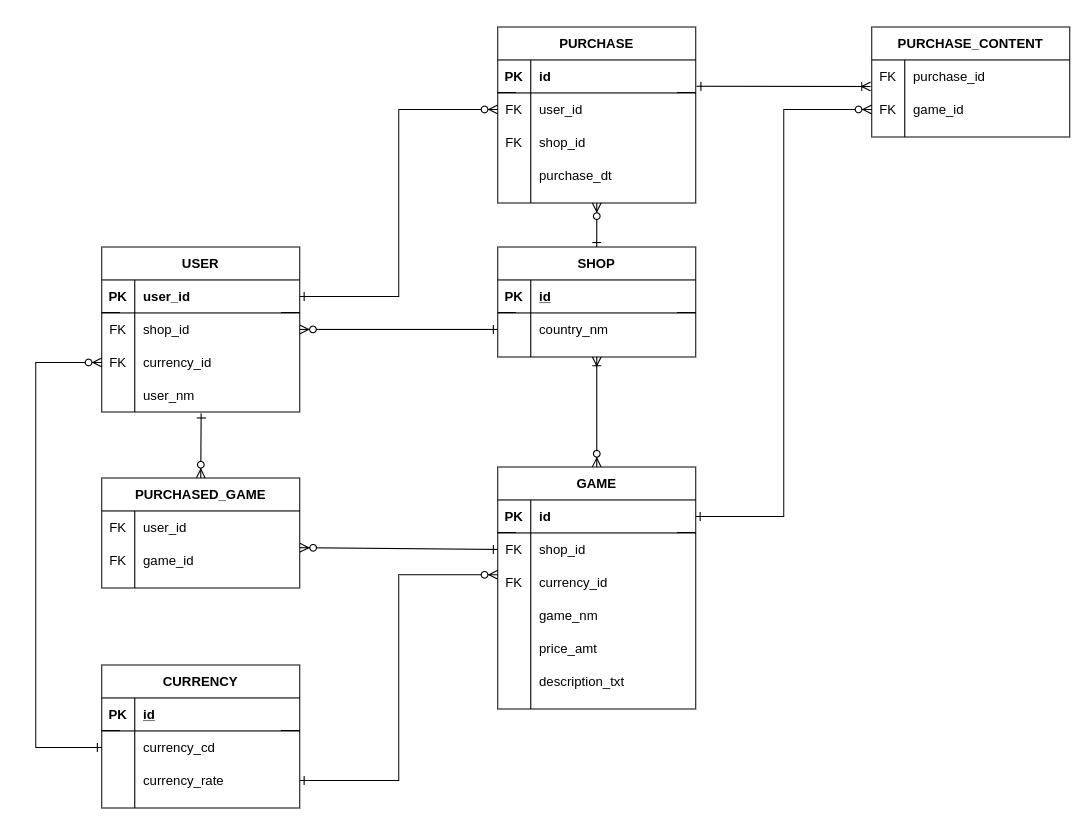 PURCHASE
PK id
FK user_id
FK shop_id
purchase_dt
PURCHASE_CONTENT
FK purchase_id
FK game_id
USER
PK user_id
FK shop_id
FK currency_id
user_nm
SHOP
PK id
country_nm
PURCHASED_GAME
FK user_id
FK game_id
GAME
PK id
FK shop_id
FK currency_id
game_nm
price_amt
description_txt
CURRENCY
PK id
currency_cd
currency_rate